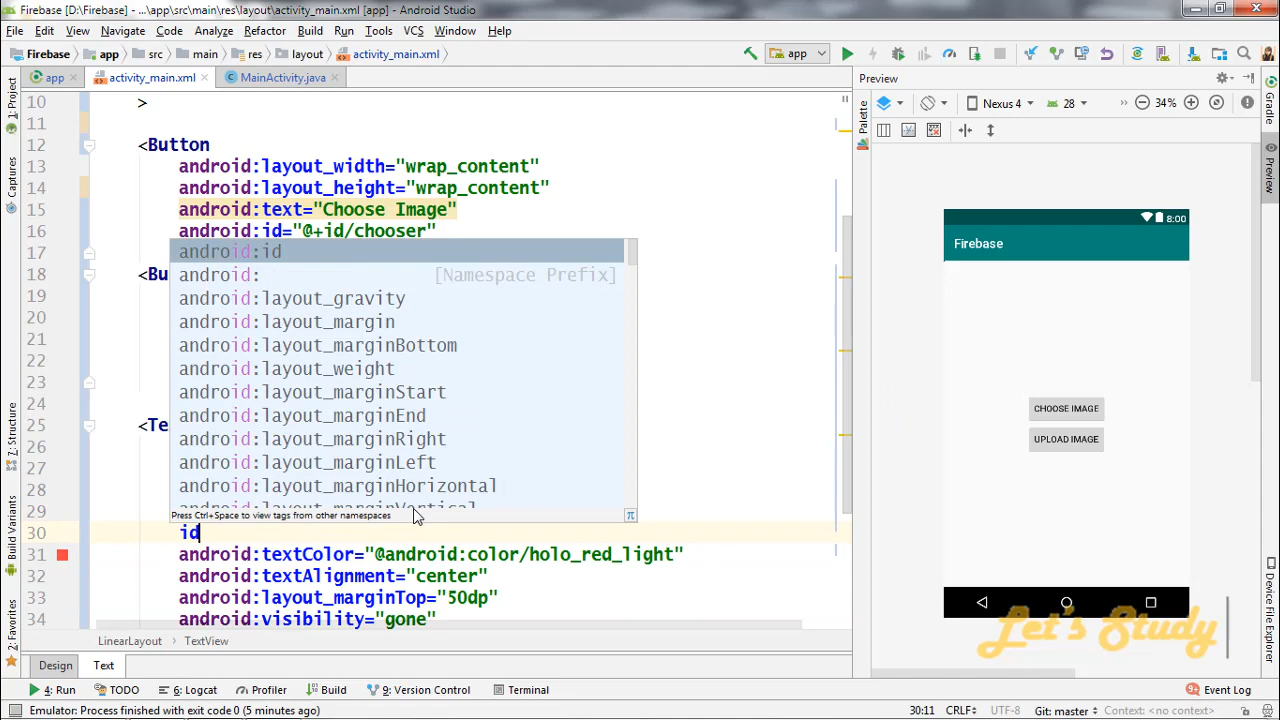 Firebase [D:\Firebase] - ...\app\src\main\res\layout\activity_main.xml [app] - Android Studio
File Edit View Navigate Code Analyze Refactor Build Run Tools VCS Window Help
Firebase app src main res layout activity_main.xml app
app activity_main.xml MainActivity.java
10 >
11
12 <Button
13 android:layout_width="wrap_content"
14 android:layout_height="wrap_content"
15 android:text="Choose Image"
android:id="@+id/chooser"
17
18 <Bu
19
20
21
22
23
24
25 <Te
26
27
28
29
30 id
31 android:textColor="@android:color/holo_red_light"
32 android:textAlignment="center"
33 android:layout_marginTop="50dp"
34 android:visibility="gone"
android:id
android: [Namespace Prefix]
android:layout_gravity
android:layout_margin
android:layout_marginBottom
android:layout_weight
android:layout_marginStart
android:layout_marginEnd
android:layout_marginRight
android:layout_marginLeft
android:layout_marginHorizontal
android:layout_marginVertical
Press Ctrl+Space to view tags from other namespaces π
LinearLayout TextView
Design Text
1: Project
Captures
7: Structure
Build Variants
2: Favorites
Preview
Palette
Nexus 4 28 >> 34%
8:00
Firebase
CHOOSE IMAGE
UPLOAD IMAGE
Let's Study
Gradle
Preview
Device File Explorer
4: Run TODO 6: Logcat Profiler Build 9: Version Control Terminal 9+ Event Log
Emulator: Process finished with exit code 0 (5 minutes ago) 30:11 CRLF UTF-8 Git: master Context: <no context>